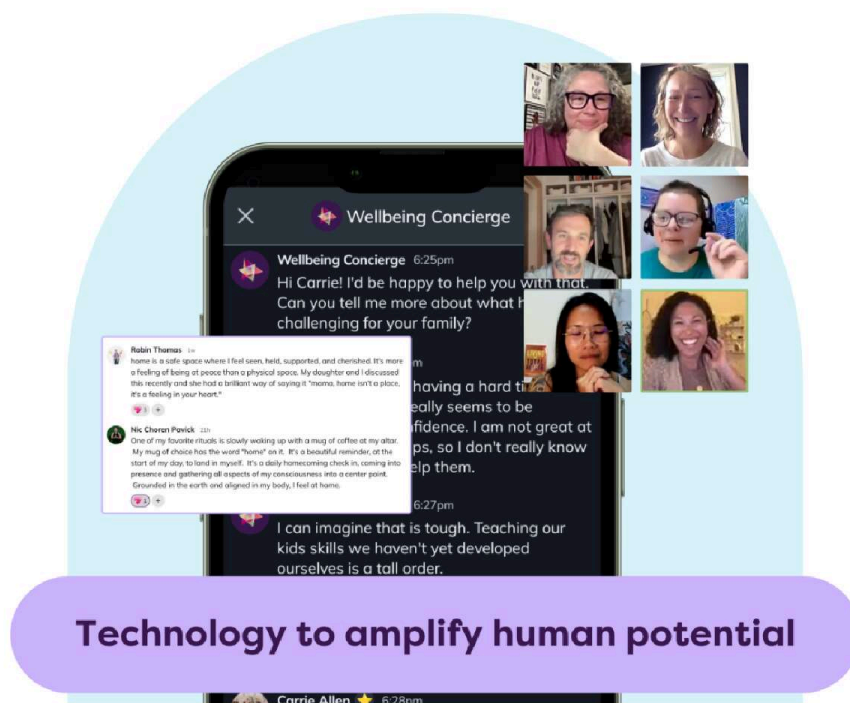 Wellbeing Concierge
Wellbeing Concierge 6:25pm
Hi Carrie! I'd be happy to help you with that.
Can you tell me more about what h
challenging for your family?
Robin Thomas
home is a safe space where I feel seen, held, supported, and cherished. It's more
a feeling of being at peace than a physical space. My daughter and I discussed
this recently and she had a brilliant way of saying it "mama, home isn't a place,
it's a feeling in your heart."
1
Nic Choren Pavick 21h
One of my favorite rituals is slowly waking up with a mug of coffee at my altar.
My mug of choice has the word "home" on it. It's a beautiful reminder, at the
start of my day, to land in myself. It's a daily homecoming check in, coming into
presence and gathering all aspects of my consciousness into a center point.
Grounded in the earth and aligned in my body, I feel at home.
1
m
having a hard ti
eally seems to be
fidence. I am not great at
ps, so I don't really know
elp them.
6:27pm
I can imagine that is tough. Teaching our
kids skills we haven't yet developed
ourselves is a tall order.
Technology to amplify human potential
Carrie Allen 6:28pm